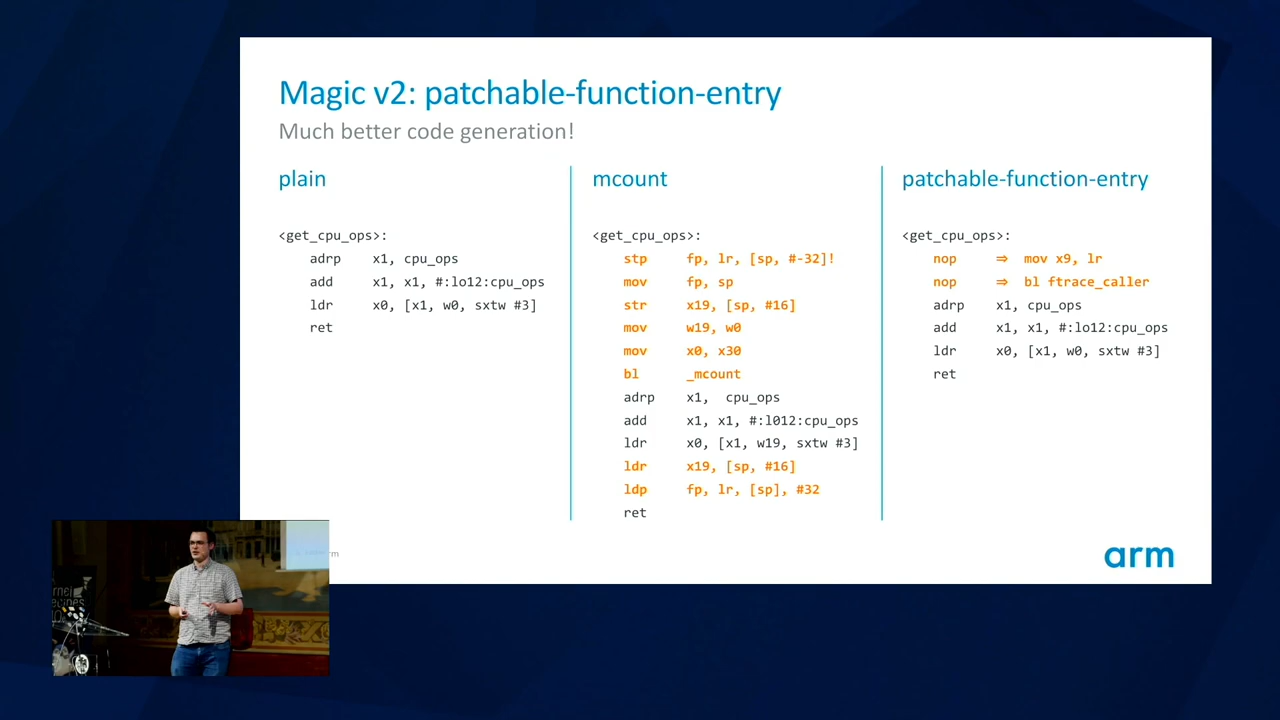 Magic v2: patchable-function-entry
Much better code generation!
plain
<get_cpu_ops>:
adrp x1, cpu_ops
add x1, x1, #:lo12:cpu_ops
ldr x0, [x1, w0, sxtw #3]
ret
mcount
<get_cpu_ops>:
stp fp, lr, [sp, #-32]!
mov fp, sp
str x19, [sp, #16]
mov w19, w0
mov x0, x30
bl _mcount
adrp x1, cpu_ops
add x1, x1, #:l012:cpu_ops
ldr x0, [x1, w19, sxtw #3]
ldr x19, [sp, #16]
ldp fp, lr, [sp], #32
ret
patchable-function-entry
<get_cpu_ops>:
nop ⇒ mov x9, lr
nop ⇒ bl ftrace_caller
adrp x1, cpu_ops
add x1, x1, #:lo12:cpu_ops
ldr x0, [x1, w0, sxtw #3]
ret
arm